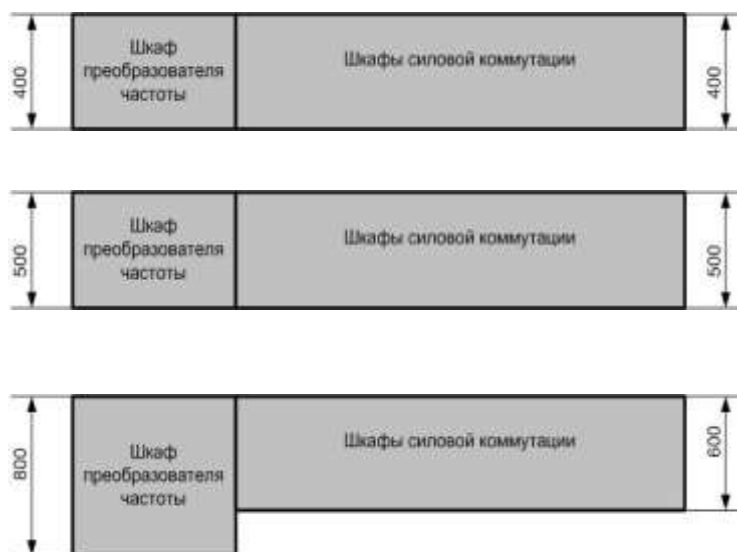 400
Шкаф
преобразователя
частоты
Шкафы силовой коммутации
400
500
Шкаф
преобразователя
частоты
Шкафы силовой коммутации
500
800
Шкаф
преобразователя
частоты
Шкафы силовой коммутации
600